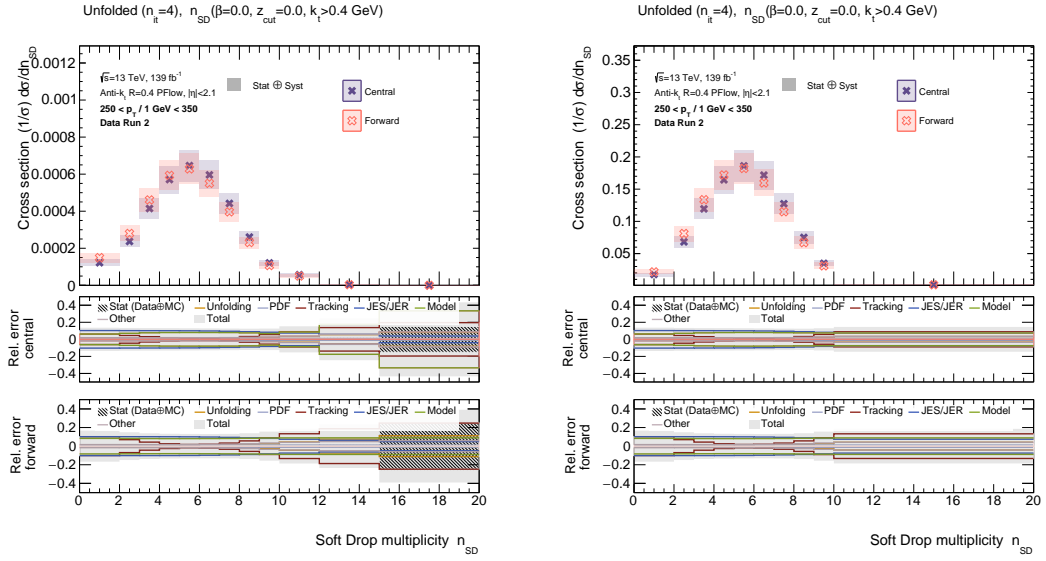 Unfolded (n_it=4), n_SD(β=0.0, z_cut=0.0, k_t>0.4 GeV)
Cross section (1/σ) dσ/dn_SD
0.0012
0.001
0.0008
0.0006
0.0004
0.0002
0
√s=13 TeV, 139 fb⁻¹
Anti-k_t R=0.4 PFlow, |η|<2.1
250 < p_T / 1 GeV < 350
Data Run 2
Stat ⊕ Syst
Central
Forward
Rel. error
central
0.4
0.2
0
−0.2
−0.4
Stat (Data⊕MC) Unfolding PDF Tracking JES/JER Model
Other Total
Rel. error
forward
0.4
0.2
0
−0.2
−0.4
Stat (Data⊕MC) Unfolding PDF Tracking JES/JER Model
Other Total
0 2 4 6 8 10 12 14 16 18 20
Soft Drop multiplicity n_SD
Unfolded (n_it=4), n_SD(β=0.0, z_cut=0.0, k_t>0.4 GeV)
Cross section (1/σ) dσ/dn_SD
0.35
0.30
0.25
0.20
0.15
0.10
0.05
√s=13 TeV, 139 fb⁻¹
Anti-k_t R=0.4 PFlow, |η|<2.1
250 < p_T / 1 GeV < 350
Data Run 2
Stat ⊕ Syst
Central
Forward
Rel. error
central
0.4
0.2
0
−0.2
−0.4
Stat (Data⊕MC) Unfolding PDF Tracking JES/JER Model
Other Total
Rel. error
forward
0.4
0.2
0
−0.2
−0.4
Stat (Data⊕MC) Unfolding PDF Tracking JES/JER Model
Other Total
0 2 4 6 8 10 12 14 16 18 20
Soft Drop multiplicity n_SD